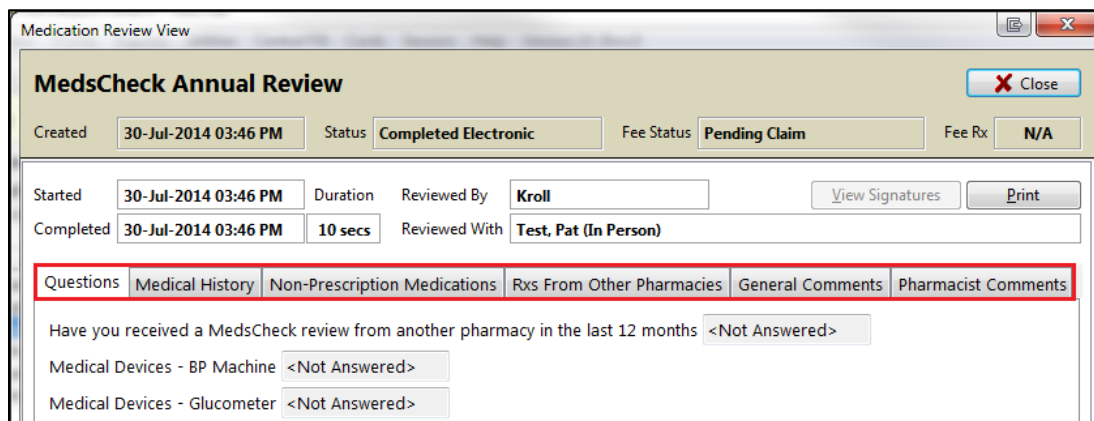 Medication Review View
MedsCheck Annual Review
Close
Created 30-Jul-2014 03:46 PM Status Completed Electronic Fee Status Pending Claim Fee Rx N/A
Started 30-Jul-2014 03:46 PM Duration Reviewed By Kroll View Signatures Print
Completed 30-Jul-2014 03:46 PM 10 secs Reviewed With Test, Pat (In Person)
Questions Medical History Non-Prescription Medications Rxs From Other Pharmacies General Comments Pharmacist Comments
Have you received a MedsCheck review from another pharmacy in the last 12 months <Not Answered>
Medical Devices - BP Machine <Not Answered>
Medical Devices - Glucometer <Not Answered>